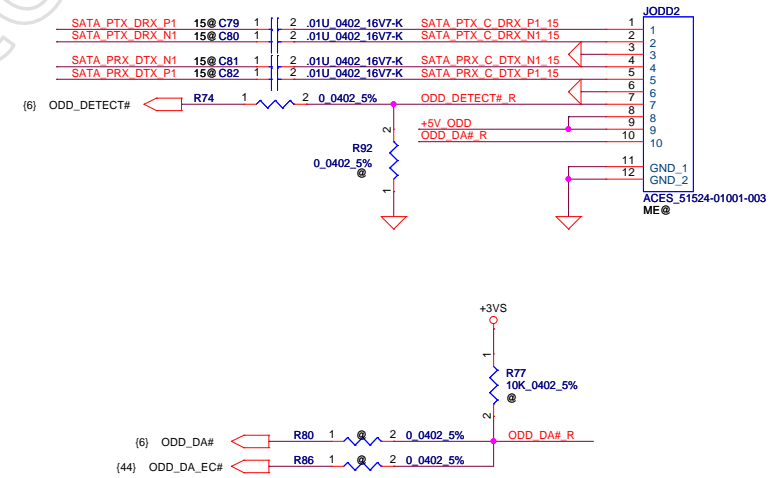 JODD2
SATA_PTX_DRX_P1 15@ C79 1 2 .01U_0402_16V7-K SATA_PTX_C_DRX_P1_15 1 1
SATA_PTX_DRX_N1 15@ C80 1 2 .01U_0402_16V7-K SATA_PTX_C_DRX_N1_15 2 2
3 3
SATA_PRX_DTX_N1 15@ C81 1 2 .01U_0402_16V7-K SATA_PRX_C_DTX_N1_15 4 4
SATA_PRX_DTX_P1 15@ C82 1 2 .01U_0402_16V7-K SATA_PRX_C_DTX_P1_15 5 5
6 6
{6} ODD_DETECT# R74 1 2 0_0402_5% ODD_DETECT#_R 7 7
8 8
+5V_ODD 9 9
ODD_DA#_R 10 10
2
R92
0_0402_5%
@
1
11 GND_1
12 GND_2
ACES_51524-01001-003
ME@
+3VS
1
R77
10K_0402_5%
@
2
{6} ODD_DA# R80 1 @ 2 0_0402_5% ODD_DA#_R
{44} ODD_DA_EC# R86 1 @ 2 0_0402_5%